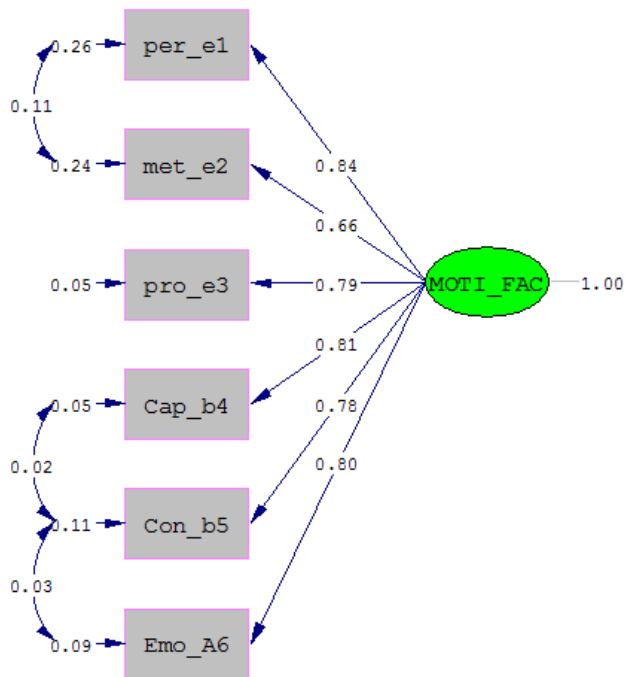 0.26
per_e1
0.11
0.84
0.24
met_e2
0.66
0.05
pro_e3
0.79
MOTI_FAC
1.00
0.81
0.05
Cap_b4
0.78
0.02
0.80
0.11
Con_b5
0.03
0.09
Emo_A6